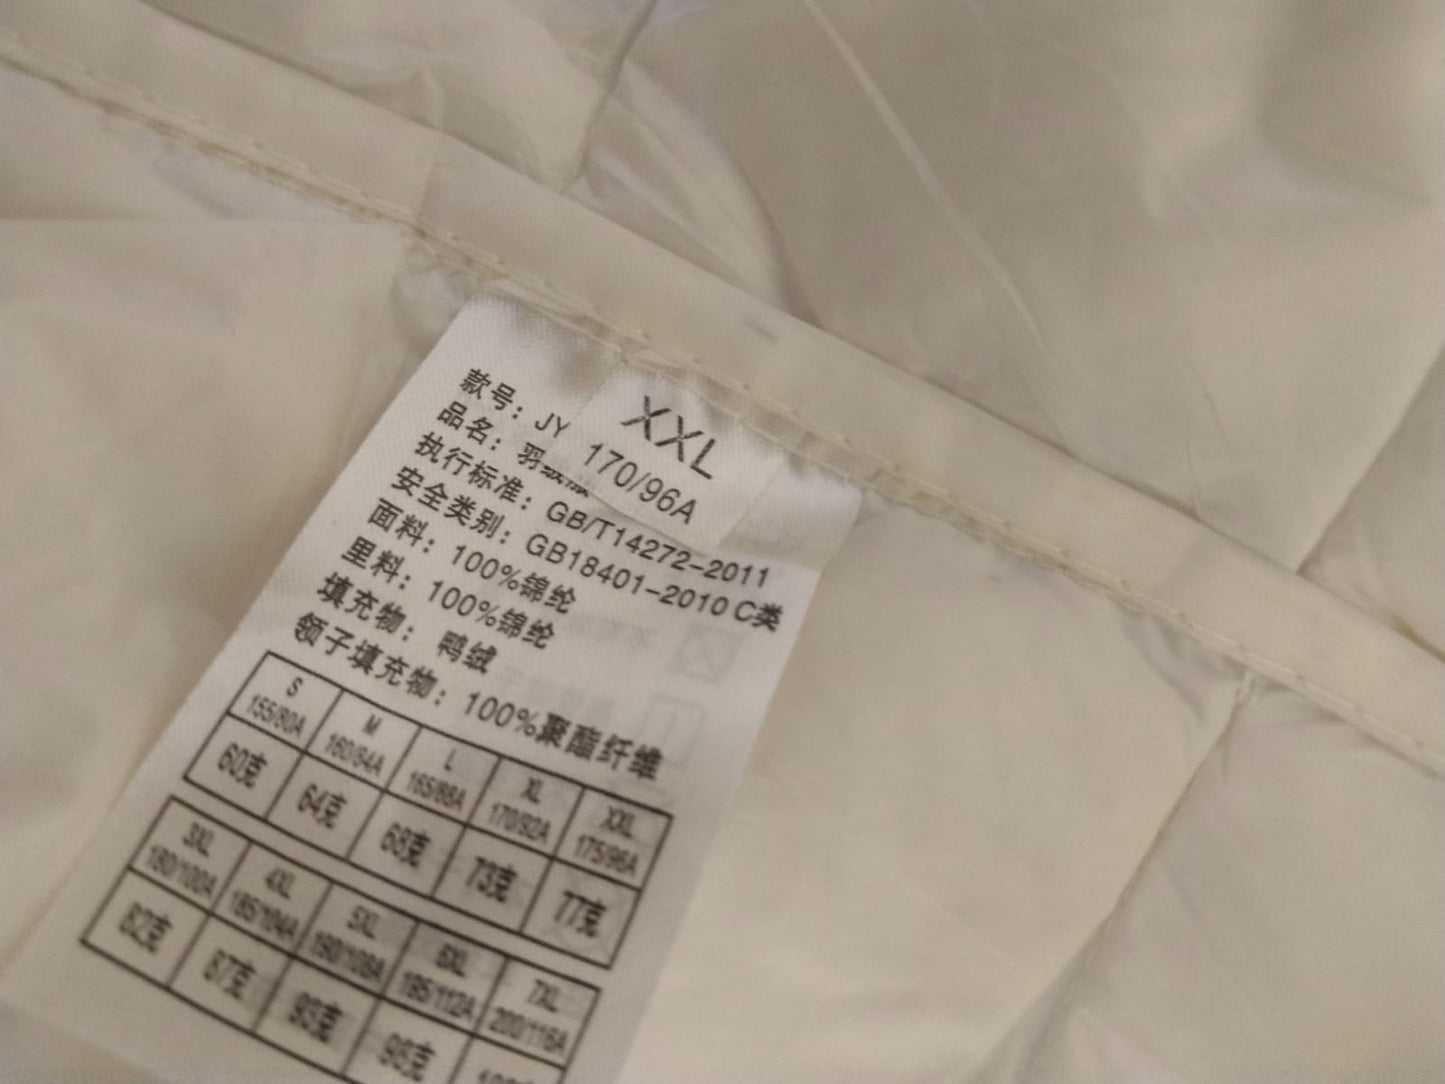 XXL
170/96A
款号：JY
品名：羽绒服
执行标准：GB/T14272-2011
安全类别：GB18401-2010 C类
面料：100%锦纶
里料：100%锦纶
填充物：鸭绒
领子填充物：100%聚酯纤维
S M L XL XXL
155/80A 160/84A 165/88A 170/92A 175/96A
60克 64克 68克 73克 77克
3XL 4XL 5XL 6XL 7XL
180/100A 185/104A 190/108A 195/112A 200/116A
82克 87克 93克 98克